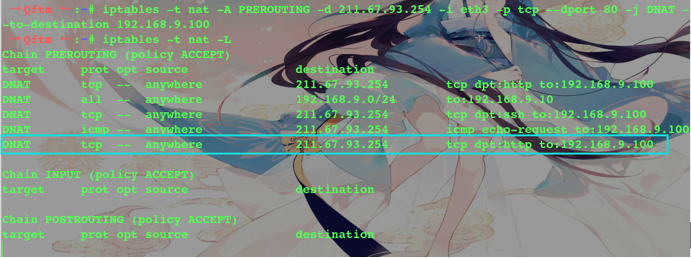 → Qftm ~ :~# iptables -t nat -A PREROUTING -d 211.67.93.254 -i eth3 -p tcp --dport 80 -j DNAT -
-to-destination 192.168.9.100
→ Qftm ~ :~# iptables -t nat -L
Chain PREROUTING (policy ACCEPT)
target prot opt source destination
DNAT tcp -- anywhere 211.67.93.254 tcp dpt:http to:192.168.9.100
DNAT all -- anywhere 192.168.9.0/24 to:192.168.9.10
DNAT tcp -- anywhere 211.67.93.254 tcp dpt:ssh to:192.168.9.100
DNAT icmp -- anywhere 211.67.93.254 icmp echo-request to:192.168.9.100
DNAT tcp -- anywhere 211.67.93.254 tcp dpt:http to:192.168.9.100
Chain INPUT (policy ACCEPT)
target prot opt source destination
Chain POSTROUTING (policy ACCEPT)
target prot opt source destination